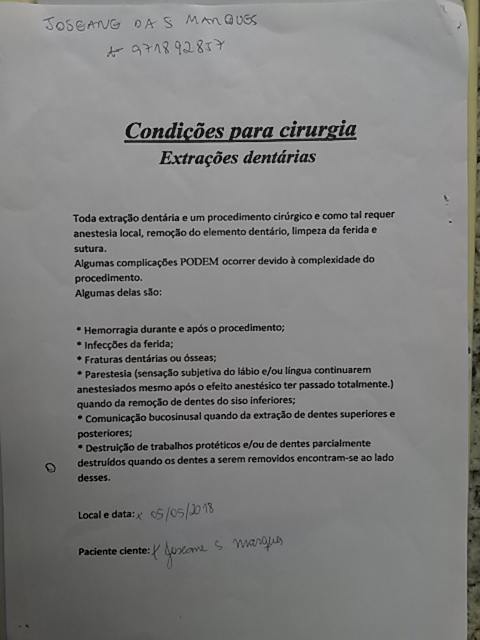 JOSEANE DA S MARQUES
971892857
Condições para cirurgia
Extrações dentárias
Toda extração dentária e um procedimento cirúrgico e como tal requer
anestesia local, remoção do elemento dentário, limpeza da ferida e
sutura.
Algumas complicações PODEM ocorrer devido à complexidade do
procedimento.
Algumas delas são:
* Hemorragia durante e após o procedimento;
* Infecções da ferida;
* Fraturas dentárias ou ósseas;
* Parestesia (sensação subjetiva do lábio e/ou língua continuarem
anestesiados mesmo após o efeito anestésico ter passado totalmente.)
quando da remoção de dentes do siso inferiores;
* Comunicação bucosinusal quando da extração de dentes superiores e
posteriores;
* Destruição de trabalhos protéticos e/ou de dentes parcialmente
destruídos quando os dentes a serem removidos encontram-se ao lado
desses.
Local e data: x 05/05/2018
Paciente ciente: x Joseane S Marques